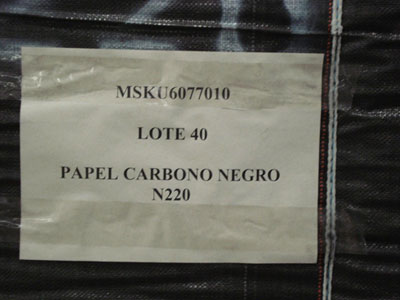 MSKU6077010
LOTE 40
PAPEL CARBONO NEGRO
N220